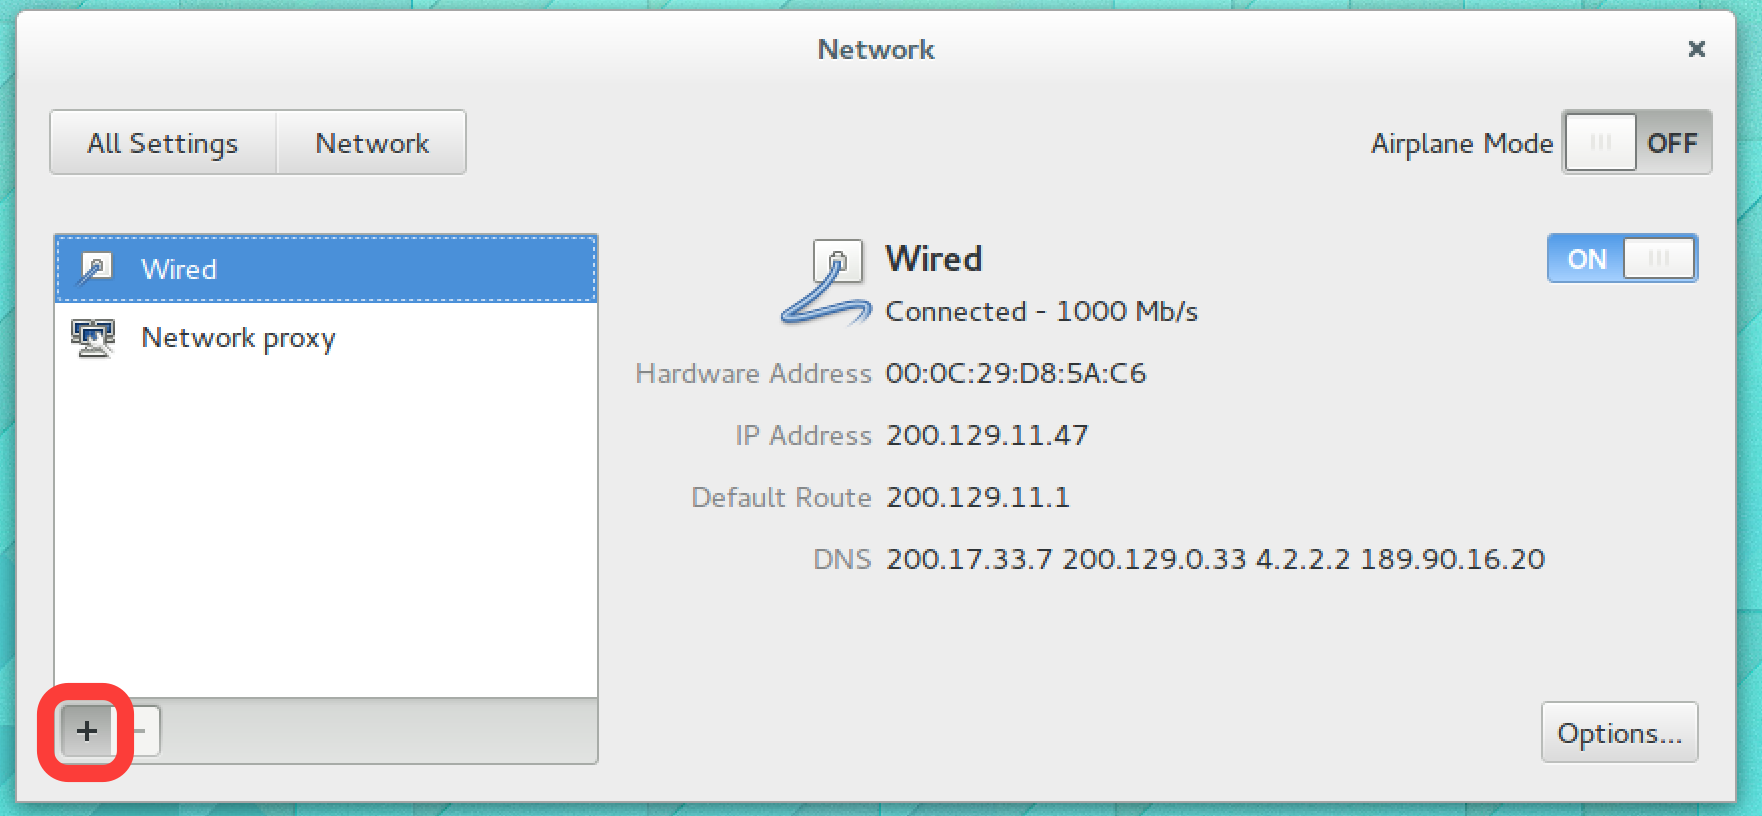 Network
All Settings Network
Airplane Mode OFF
Wired
Network proxy
Wired ON
Connected - 1000 Mb/s
Hardware Address 00:0C:29:D8:5A:C6
IP Address 200.129.11.47
Default Route 200.129.11.1
DNS 200.17.33.7 200.129.0.33 4.2.2.2 189.90.16.20
Options...